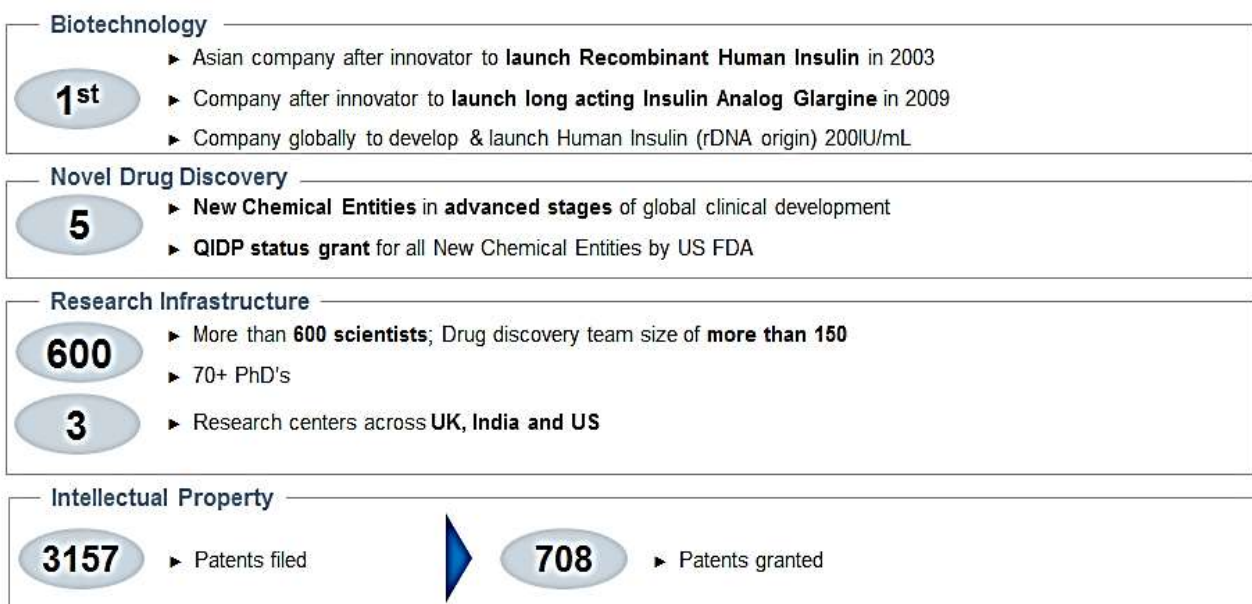 Biotechnology
1st
► Asian company after innovator to launch Recombinant Human Insulin in 2003
► Company after innovator to launch long acting Insulin Analog Glargine in 2009
► Company globally to develop & launch Human Insulin (rDNA origin) 200IU/mL
Novel Drug Discovery
5
► New Chemical Entities in advanced stages of global clinical development
► QIDP status grant for all New Chemical Entities by US FDA
Research Infrastructure
600
► More than 600 scientists; Drug discovery team size of more than 150
► 70+ PhD's
3
► Research centers across UK, India and US
Intellectual Property
3157 ► Patents filed 708 ► Patents granted